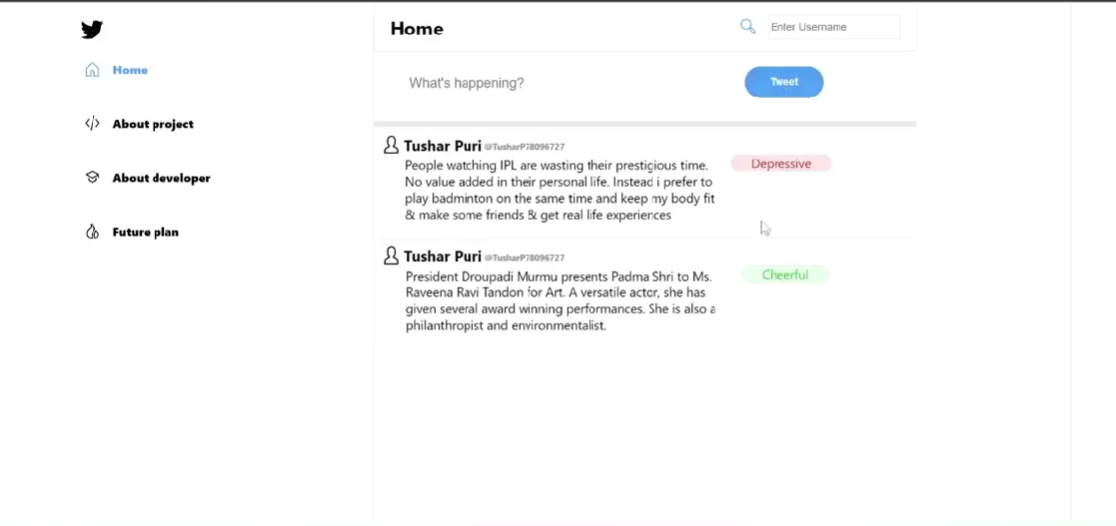 Home
Enter Username
Home
What's happening?
Tweet
About project
Tushar Puri @TusharP78096727
People watching IPL are wasting their prestigious time.
Depressive
About developer
No value added in their personal life. Instead i prefer to
play badminton on the same time and keep my body fit
& make some friends & get real life experiences
Future plan
Tushar Puri @TusharP78096727
President Droupadi Murmu presents Padma Shri to Ms.
Cheerful
Raveena Ravi Tandon for Art. A versatile actor, she has
given several award winning performances. She is also a
philanthropist and environmentalist.